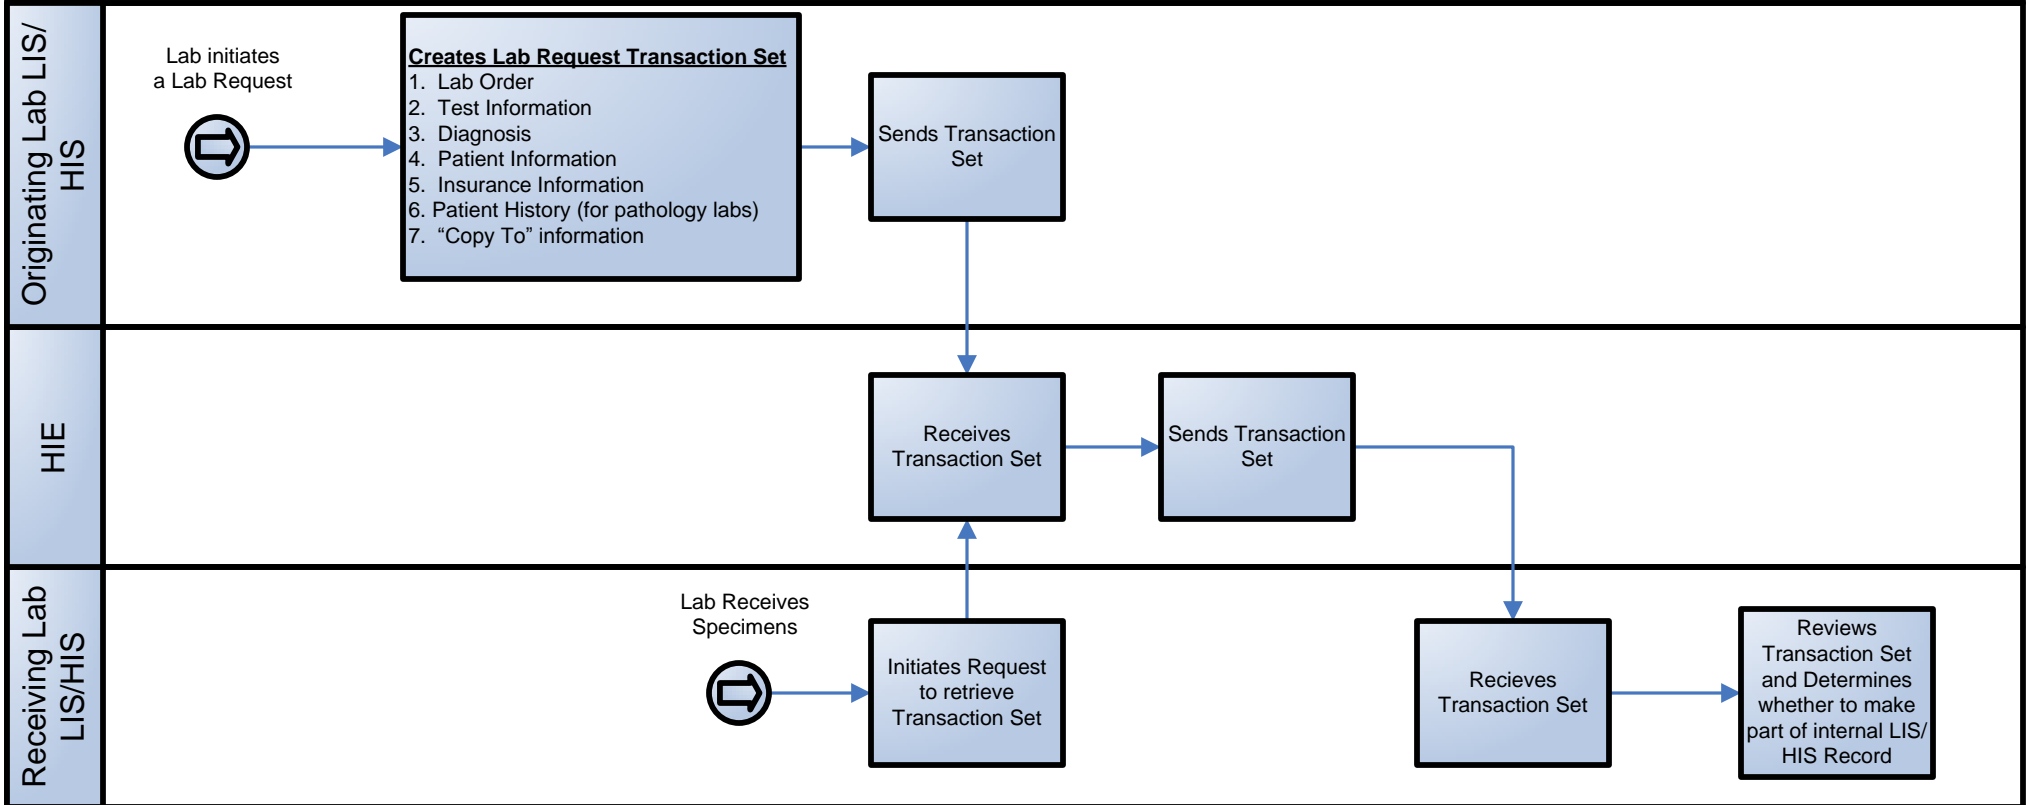 Originating Lab LIS/
HIS
Lab initiates
a Lab Request
Creates Lab Request Transaction Set
1. Lab Order
2. Test Information
3. Diagnosis
4. Patient Information
5. Insurance Information
6. Patient History (for pathology labs)
7. “Copy To” information
Sends Transaction
Set
HIE
Receives
Transaction Set
Sends Transaction
Set
Receiving Lab
LIS/HIS
Lab Receives
Specimens
Initiates Request
to retrieve
Transaction Set
Recieves
Transaction Set
Reviews
Transaction Set
and Determines
whether to make
part of internal LIS/
HIS Record